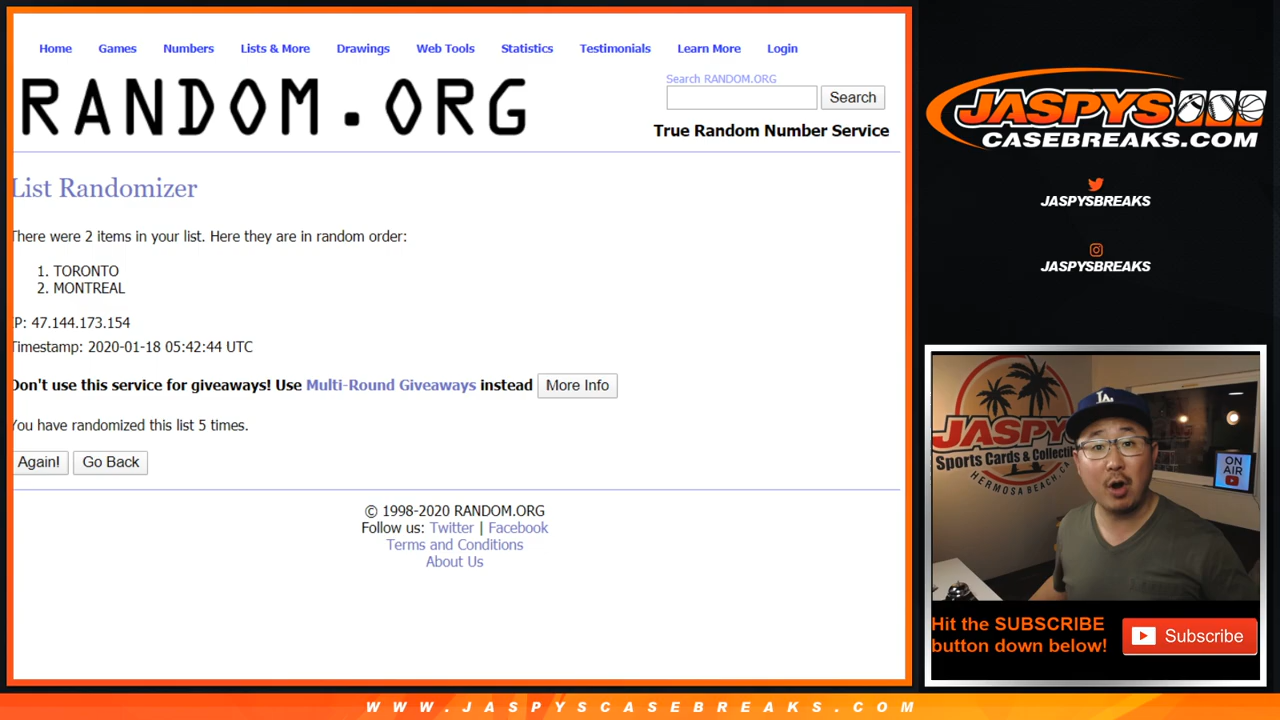 Home Games Numbers Lists & More Drawings Web Tools Statistics Testimonials Learn More Login
RANDOM.ORG
Search RANDOM.ORG
Search
True Random Number Service
List Randomizer
There were 2 items in your list. Here they are in random order:
1. TORONTO
2. MONTREAL
IP: 47.144.173.154
Timestamp: 2020-01-18 05:42:44 UTC
Don't use this service for giveaways! Use Multi-Round Giveaways instead More Info
You have randomized this list 5 times.
Again! Go Back
© 1998-2020 RANDOM.ORG
Follow us: Twitter | Facebook
Terms and Conditions
About Us
JASPYS
CASEBREAKS.COM
JASPYSBREAKS
JASPYSBREAKS
JASPYS
Sports Cards & Collectibl
HERMOSA BEACH, CA
LA
ON
AIR
Hit the SUBSCRIBE
button down below!
Subscribe
WWW.JASPYSCASEBREAKS.COM